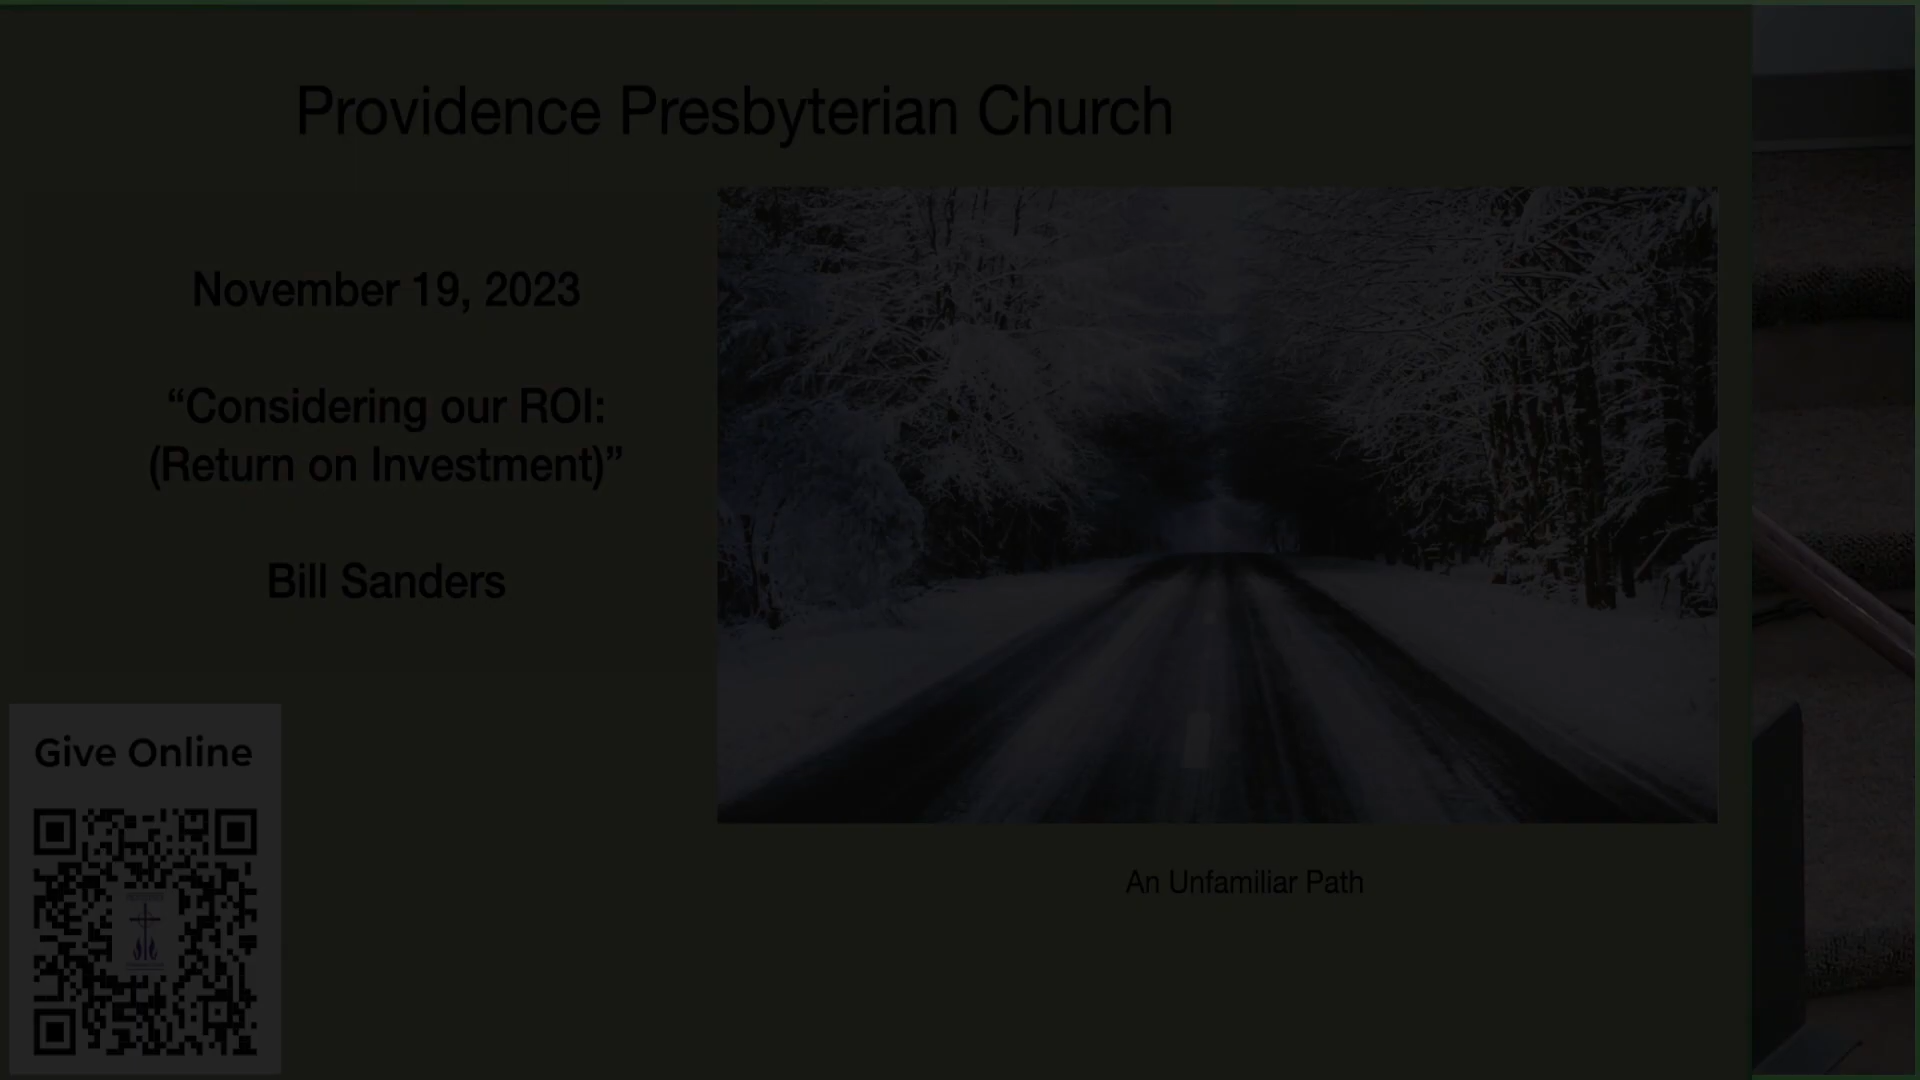 Providence Presbyterian Church
November 19, 2023
“Considering our ROI:
(Return on Investment)”
Bill Sanders
Give Online
An Unfamiliar Path